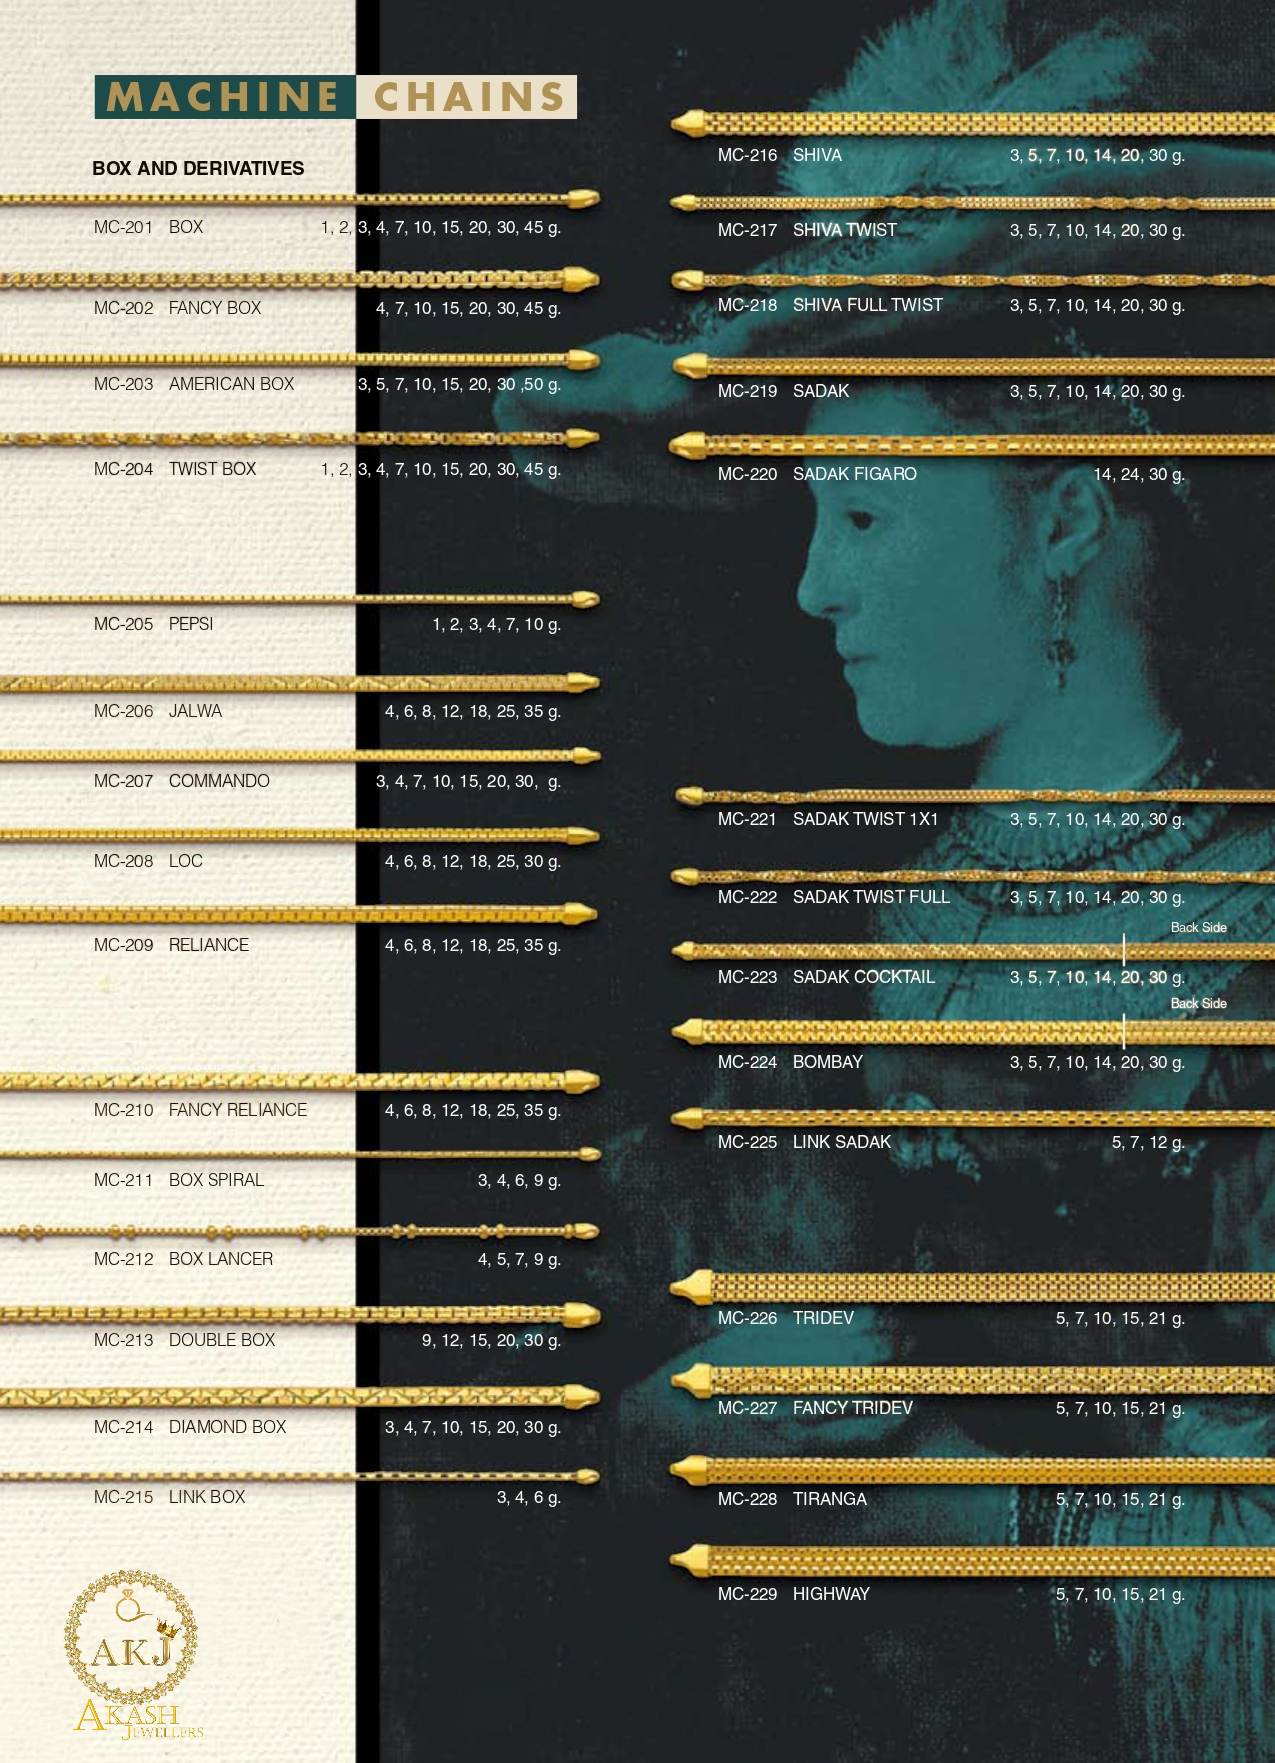 MACHINE CHAINS
BOX AND DERIVATIVES
MC-201 BOX 1, 2, 3, 4, 7, 10, 15, 20, 30, 45 g.
MC-202 FANCY BOX 4, 7, 10, 15, 20, 30, 45 g.
MC-203 AMERICAN BOX 3, 5, 7, 10, 15, 20, 30 ,50 g.
MC-204 TWIST BOX 1, 2, 3, 4, 7, 10, 15, 20, 30, 45 g.
MC-205 PEPSI 1, 2, 3, 4, 7, 10 g.
MC-206 JALWA 4, 6, 8, 12, 18, 25, 35 g.
MC-207 COMMANDO 3, 4, 7, 10, 15, 20, 30, g.
MC-208 LOC 4, 6, 8, 12, 18, 25, 30 g.
MC-209 RELIANCE 4, 6, 8, 12, 18, 25, 35 g.
MC-210 FANCY RELIANCE 4, 6, 8, 12, 18, 25, 35 g.
MC-211 BOX SPIRAL 3, 4, 6, 9 g.
MC-212 BOX LANCER 4, 5, 7, 9 g.
MC-213 DOUBLE BOX 9, 12, 15, 20, 30 g.
MC-214 DIAMOND BOX 3, 4, 7, 10, 15, 20, 30 g.
MC-215 LINK BOX 3, 4, 6 g.
AKJ
AKASH
JEWELLERS
MC-216 SHIVA 3, 5, 7, 10, 14, 20, 30 g.
MC-217 SHIVA TWIST 3, 5, 7, 10, 14, 20, 30 g.
MC-218 SHIVA FULL TWIST 3, 5, 7, 10, 14, 20, 30 g.
MC-219 SADAK 3, 5, 7, 10, 14, 20, 30 g.
MC-220 SADAK FIGARO 14, 24, 30 g.
MC-221 SADAK TWIST 1X1 3, 5, 7, 10, 14, 20, 30 g.
MC-222 SADAK TWIST FULL 3, 5, 7, 10, 14, 20, 30 g.
Back Side
MC-223 SADAK COCKTAIL 3, 5, 7, 10, 14, 20, 30 g.
Back Side
MC-224 BOMBAY 3, 5, 7, 10, 14, 20, 30 g.
MC-225 LINK SADAK 5, 7, 12 g.
MC-226 TRIDEV 5, 7, 10, 15, 21 g.
MC-227 FANCY TRIDEV 5, 7, 10, 15, 21 g.
MC-228 TIRANGA 5, 7, 10, 15, 21 g.
MC-229 HIGHWAY 5, 7, 10, 15, 21 g.